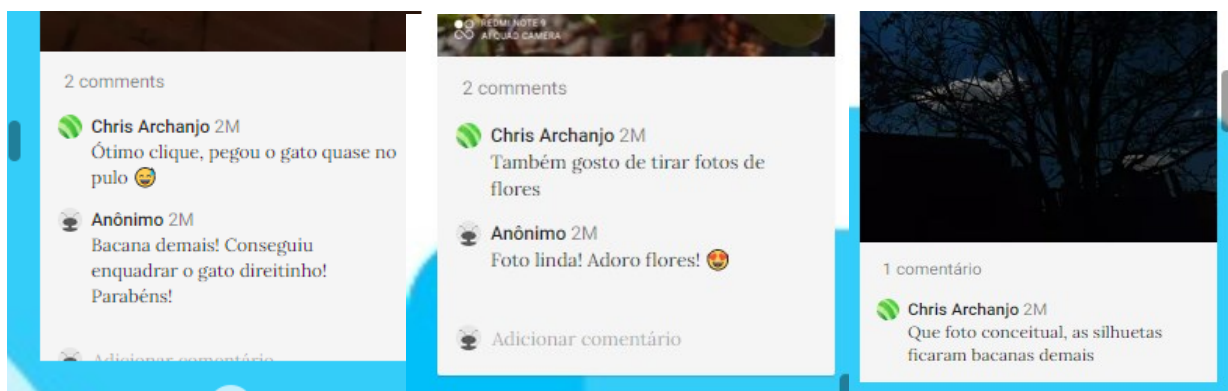 2 comments
Chris Archanjo 2M
Ótimo clique, pegou o gato quase no
pulo 😅
Anônimo 2M
Bacana demais! Conseguiu
enquadrar o gato direitinho!
Parabéns!
Adicionar comentário
REDMI NOTE 9
AI QUAD CAMERA
2 comments
Chris Archanjo 2M
Também gosto de tirar fotos de
flores
Anônimo 2M
Foto linda! Adoro flores! 😍
Adicionar comentário
1 comentário
Chris Archanjo 2M
Que foto conceitual, as silhuetas
ficaram bacanas demais